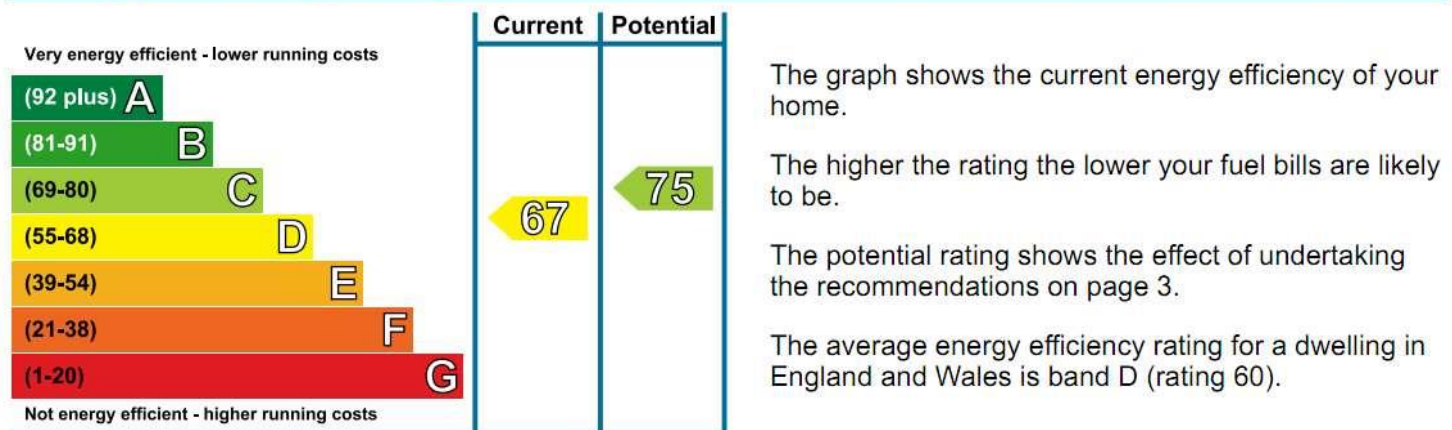 Current Potential
Very energy efficient - lower running costs
(92 plus) A
(81-91) B
(69-80) C
(55-68) D
(39-54) E
(21-38) F
(1-20) G
Not energy efficient - higher running costs
67
75
The graph shows the current energy efficiency of your
home.
The higher the rating the lower your fuel bills are likely
to be.
The potential rating shows the effect of undertaking
the recommendations on page 3.
The average energy efficiency rating for a dwelling in
England and Wales is band D (rating 60).